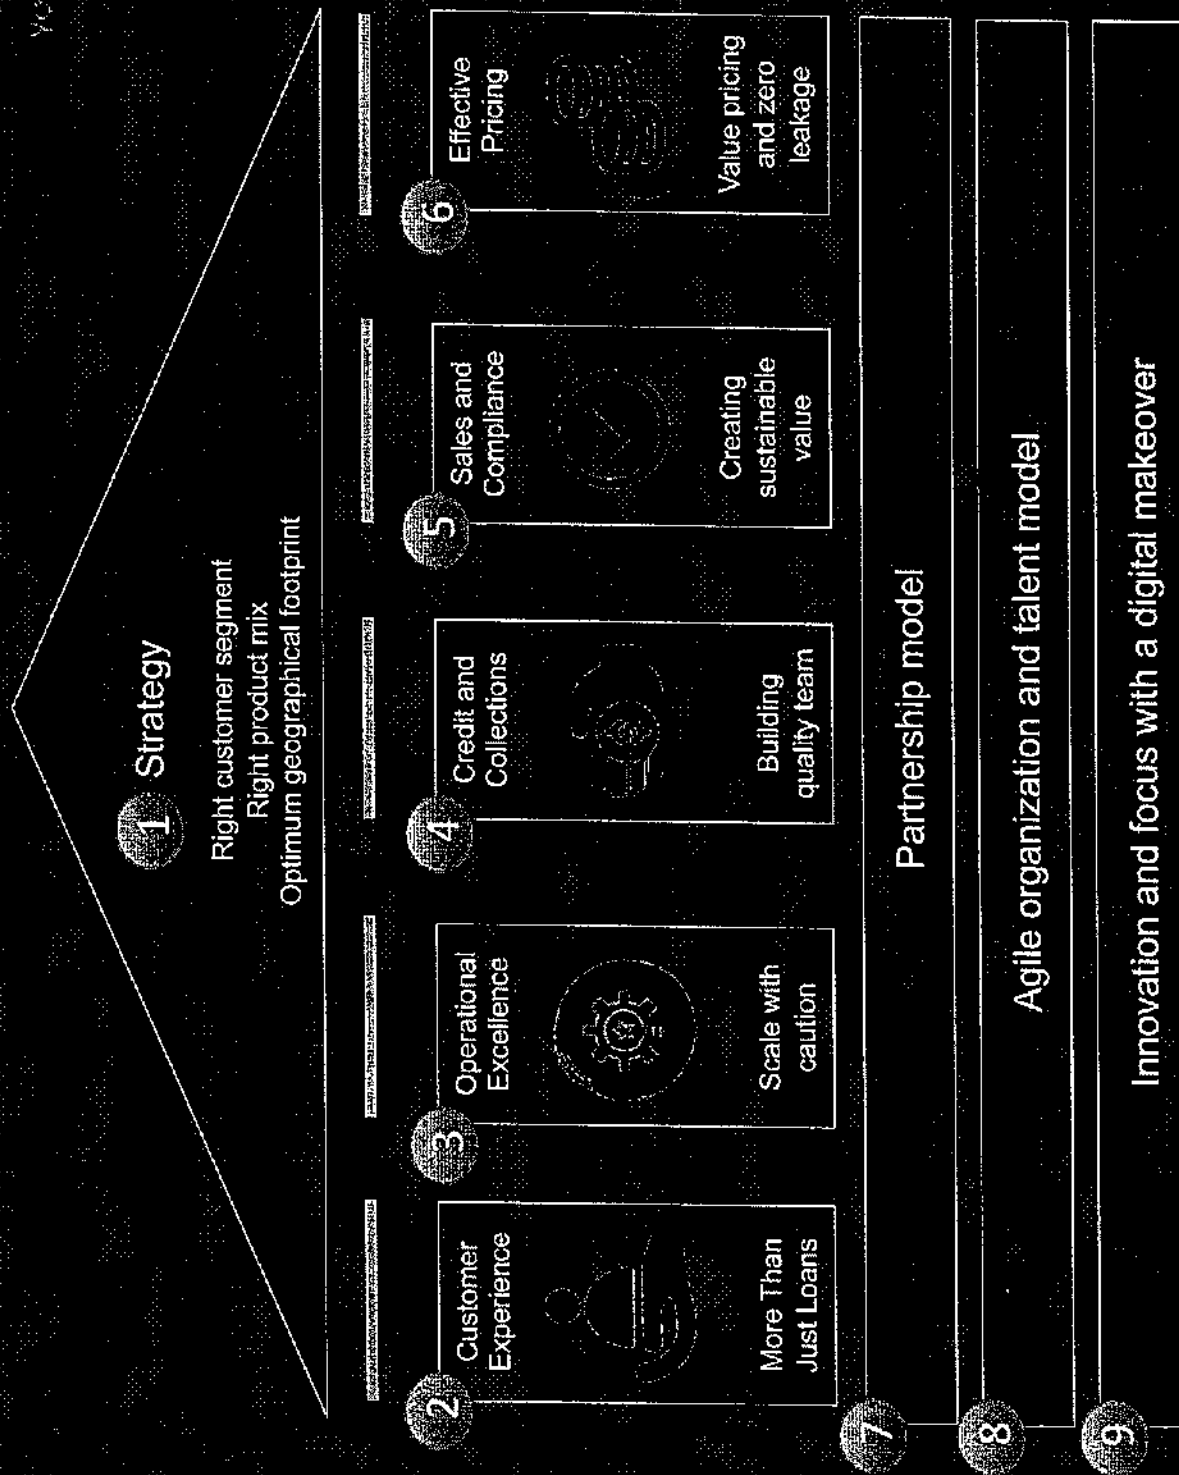 1
Strategy
Right customer segment
Right product mix
Optimum geographical footprint
2
Customer
Experience
More Than
Just Loans
3
Operational
Excellence
Scale with
caution
4
Credit and
Collections
Building
quality team
5
Sales and
Compliance
Creating
sustainable
value
6
Effective
Pricing
Value pricing
and zero
leakage
7
Partnership model
8
Agile organization and talent model
9
Innovation and focus with a digital makeover